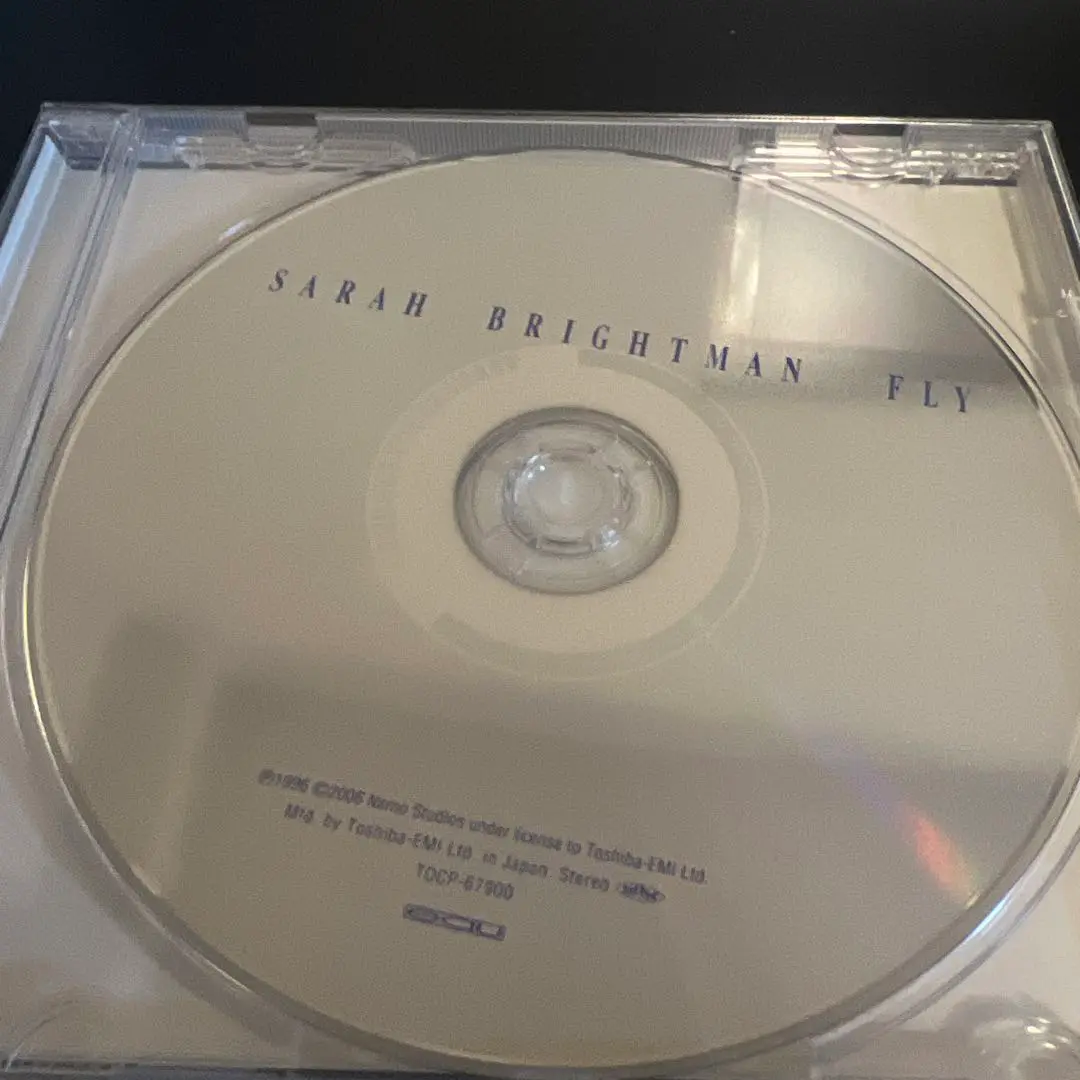 SARAH BRIGHTMAN FLY
℗1996 ©2006 Nemo Studios under license to Toshiba-EMI Ltd.
Mfd. by Toshiba-EMI Ltd. in Japan. Stereo
TOCP-67900